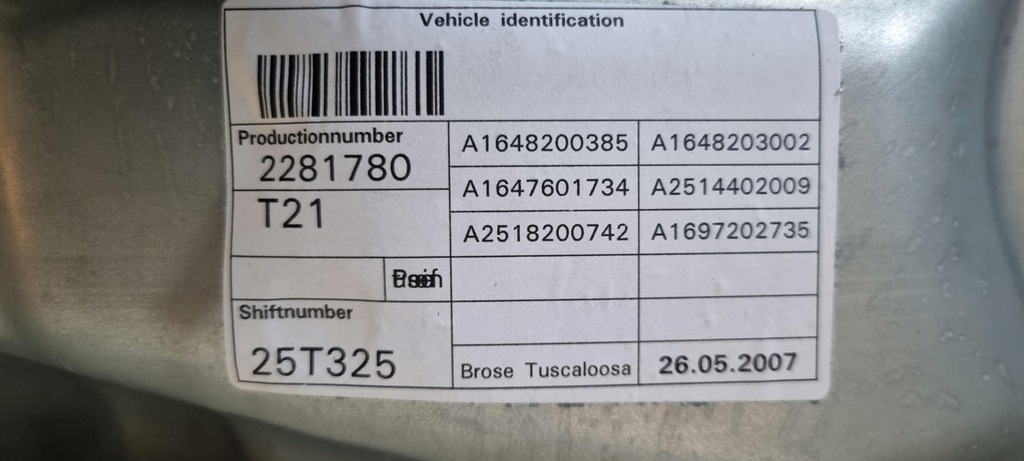 Vehicle identification
Productionnumber
2281780
T21
Shiftnumber
25T325
A1648200385 A1648203002
A1647601734 A2514402009
A2518200742 A1697202735
Brose Tuscaloosa 26.05.2007